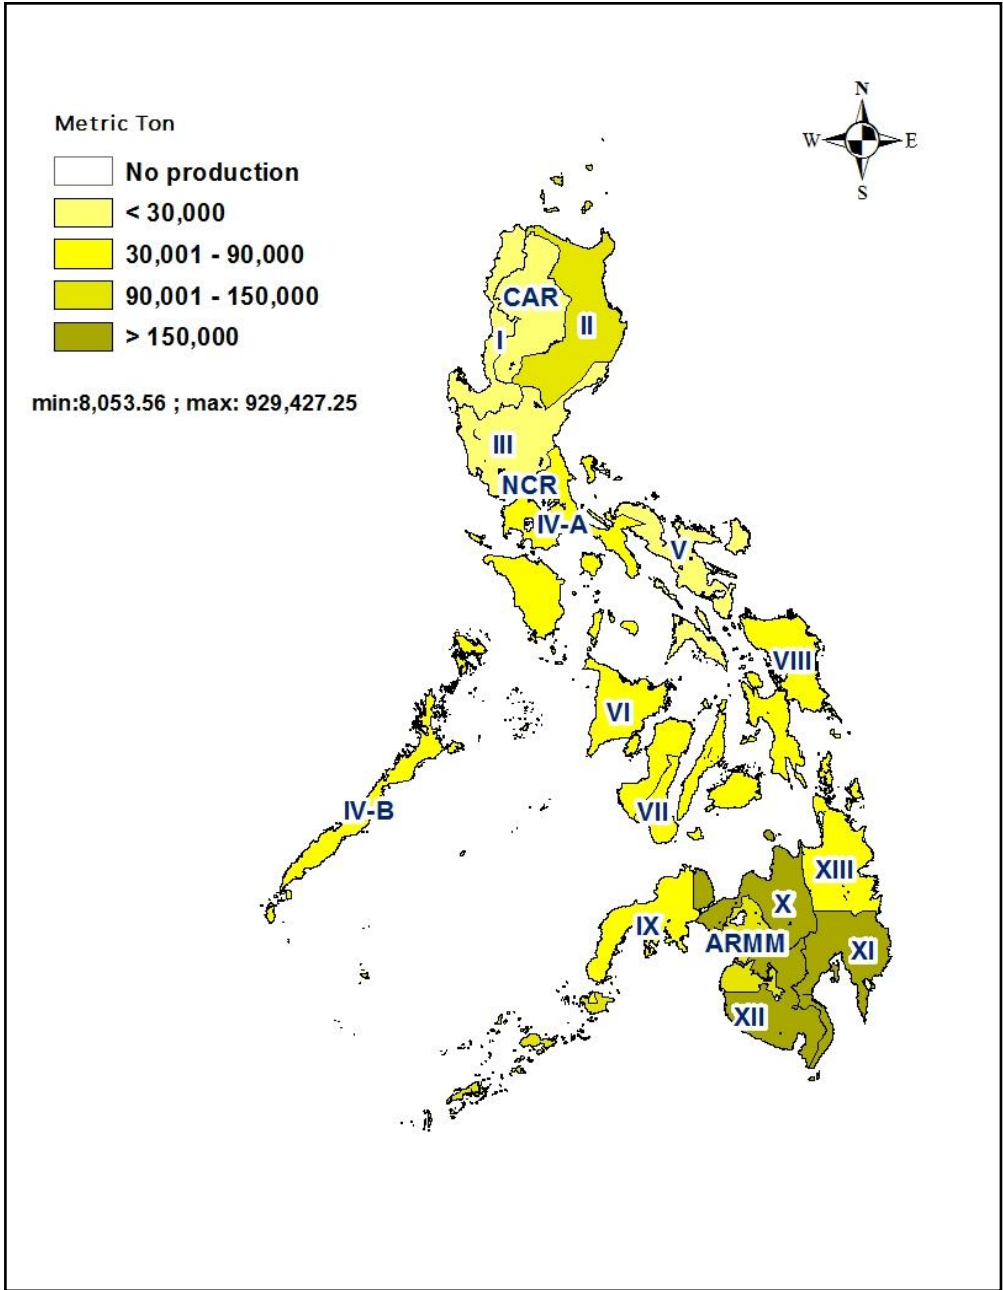 N
W E
S
Metric Ton
No production
< 30,000
30,001 - 90,000
90,001 - 150,000
> 150,000
min:8,053.56 ; max: 929,427.25
CAR
II
I
III
NCR
IV-A
V
VIII
VI
IV-B
VII
XIII
X
IX
ARMM
XI
XII